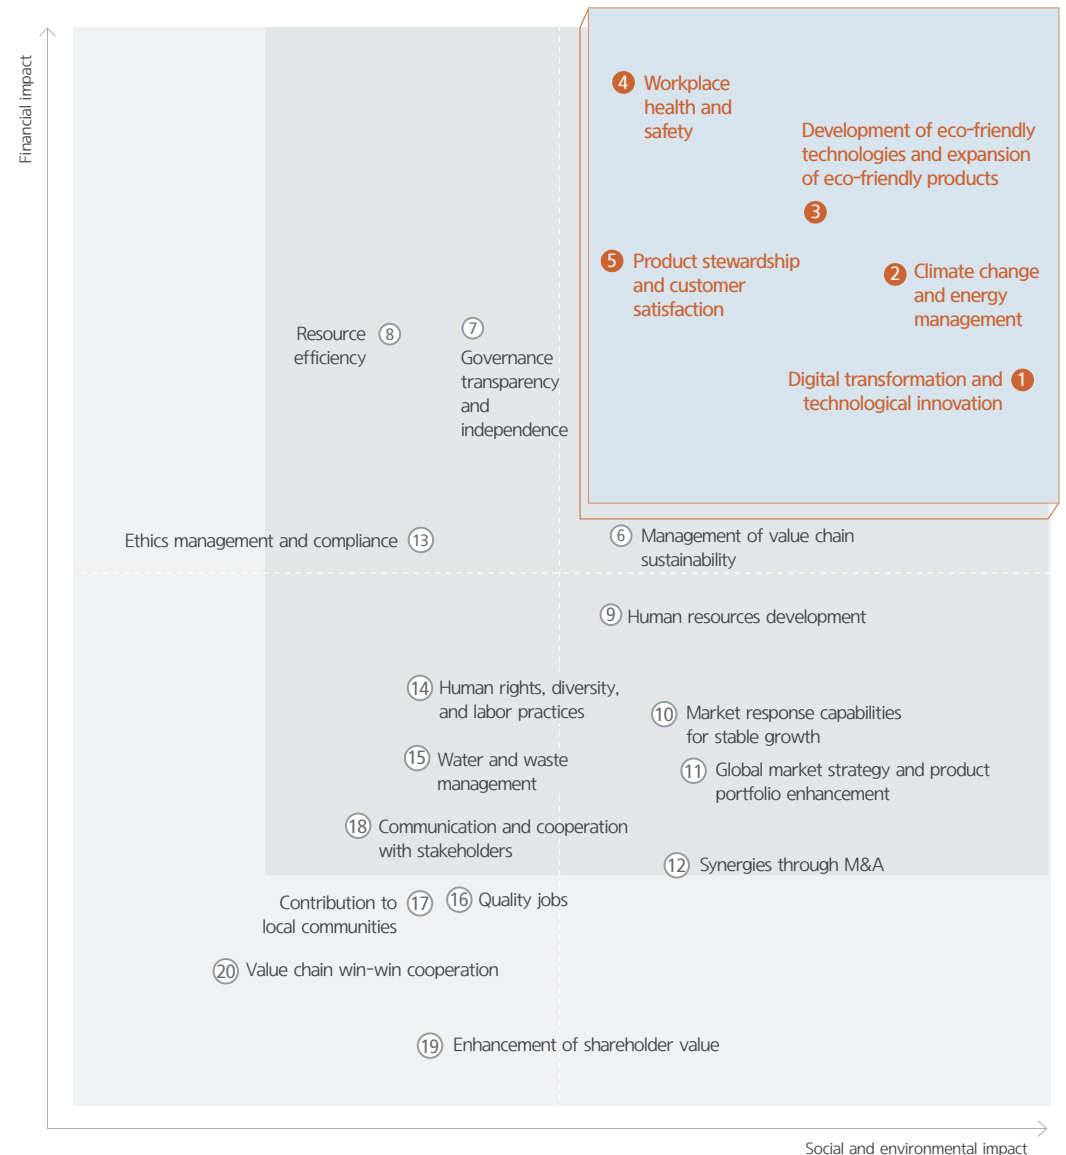 Financial impact
4 Workplace
health and
safety
Development of eco-friendly
technologies and expansion
of eco-friendly products
3
5 Product stewardship
and customer
satisfaction
2 Climate change
and energy
management
Resource 8
efficiency
7
Governance
transparency
and
independence
Digital transformation and 1
technological innovation
Ethics management and compliance 13
6 Management of value chain
sustainability
9 Human resources development
14 Human rights, diversity,
and labor practices
10 Market response capabilities
for stable growth
15 Water and waste
management
11 Global market strategy and product
portfolio enhancement
18 Communication and cooperation
with stakeholders
12 Synergies through M&A
Contribution to 17
local communities
16 Quality jobs
20 Value chain win-win cooperation
19 Enhancement of shareholder value
Social and environmental impact